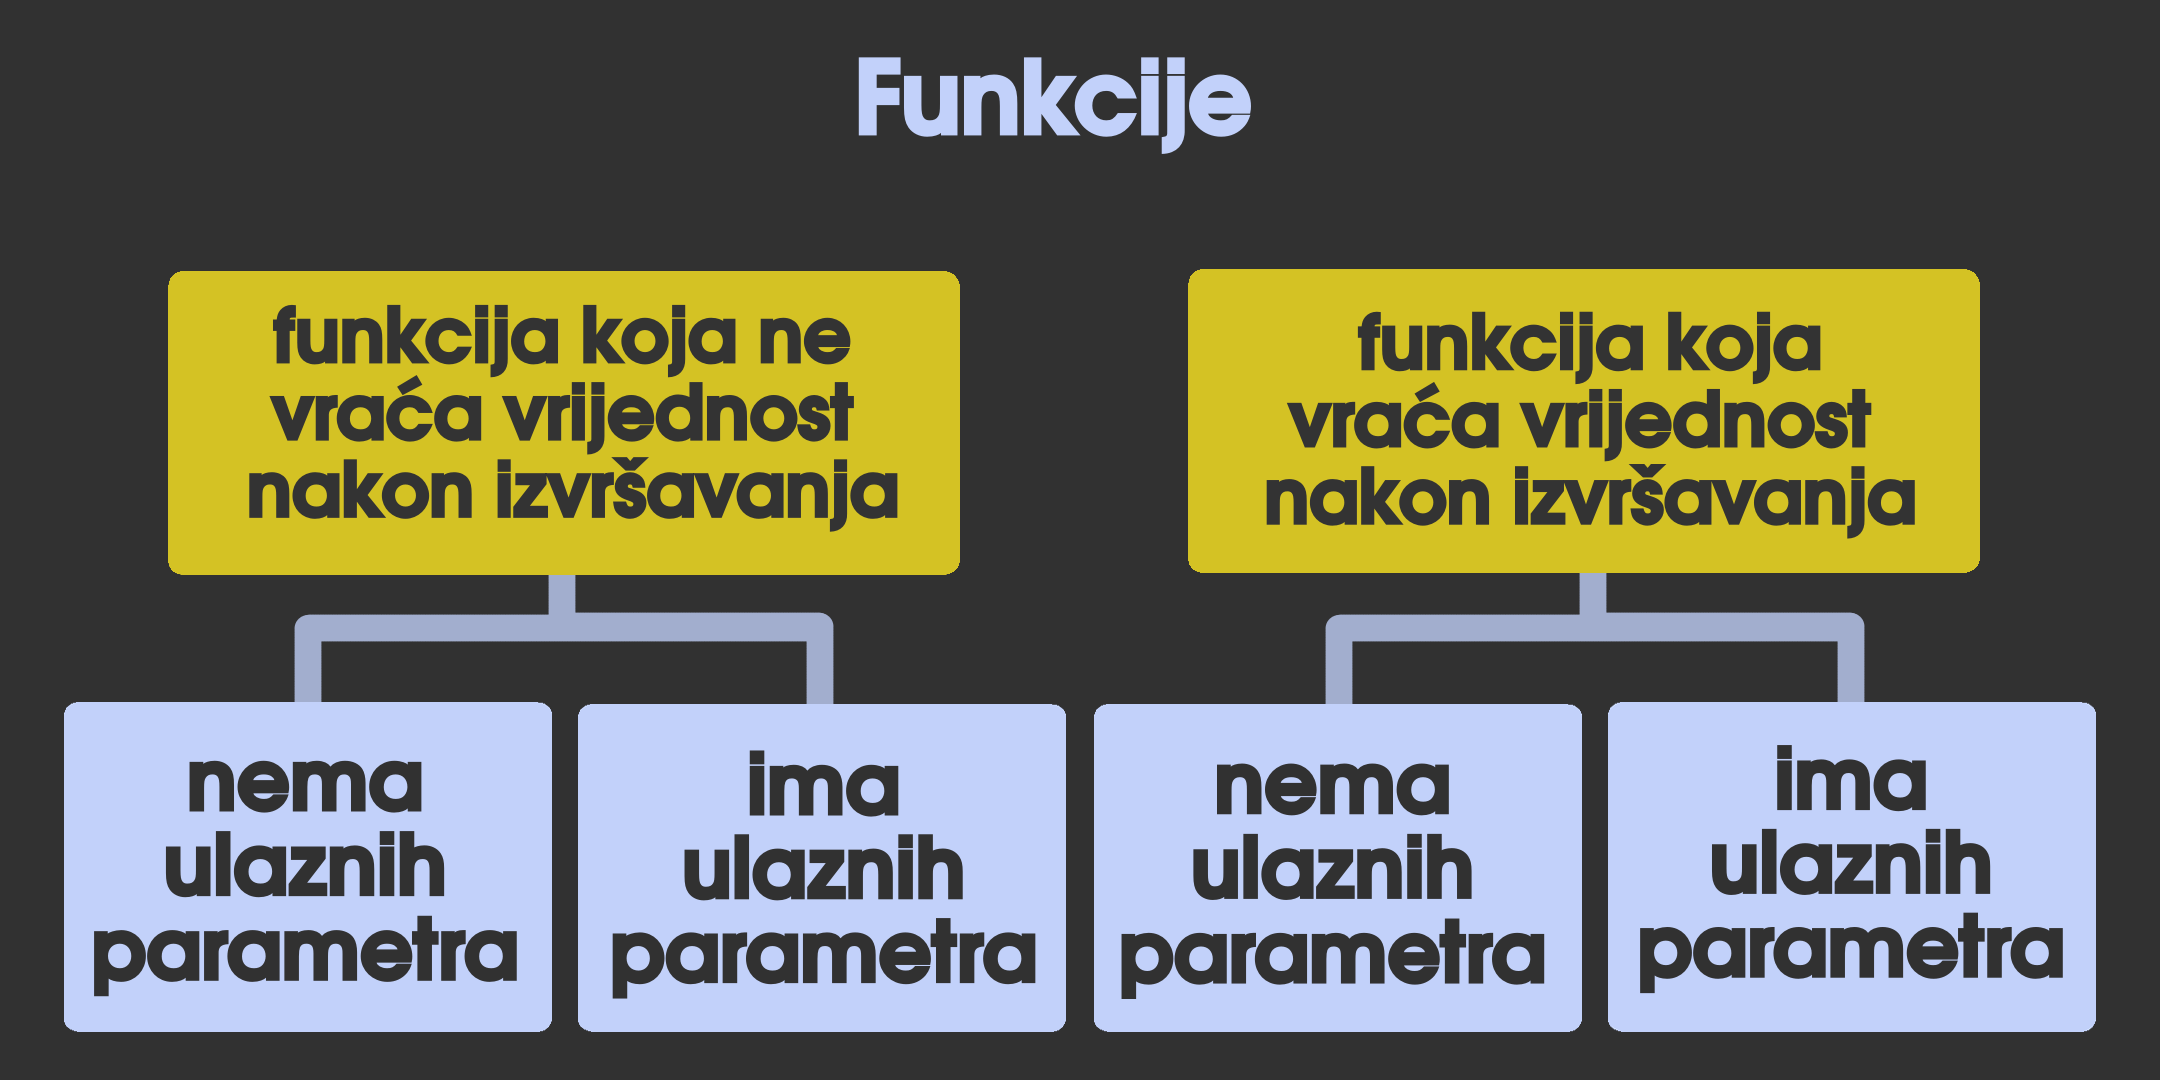 Funkcije
funkcija koja ne
vraća vrijednost
nakon izvršavanja
funkcija koja
vraća vrijednost
nakon izvršavanja
nema
ulaznih
parametra
ima
ulaznih
parametra
nema
ulaznih
parametra
ima
ulaznih
parametra